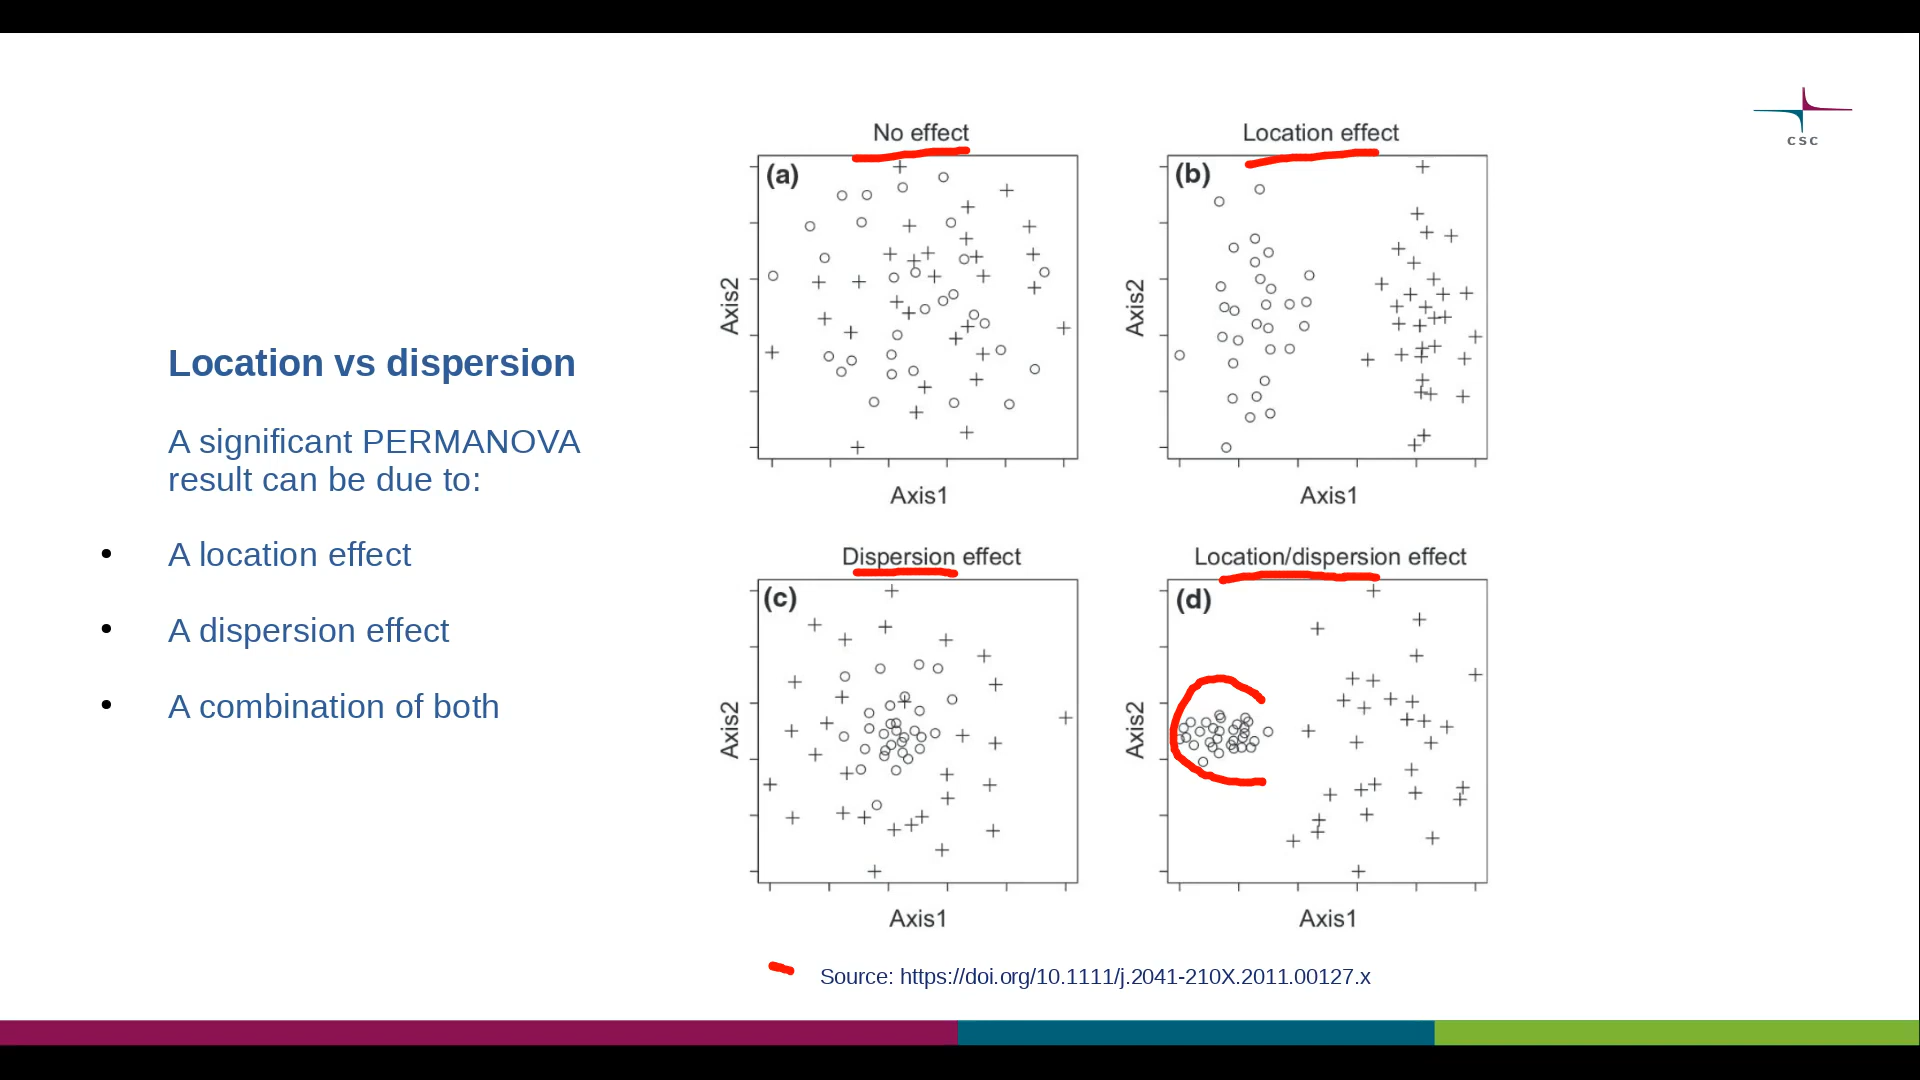 CSC
Location vs dispersion
A significant PERMANOVA
result can be due to:
• A location effect
• A dispersion effect
• A combination of both
No effect
(a)
Axis2
Axis1
Location effect
(b)
Axis2
Axis1
Dispersion effect
(c)
Axis2
Axis1
Location/dispersion effect
(d)
Axis2
Axis1
Source: https://doi.org/10.1111/j.2041-210X.2011.00127.x